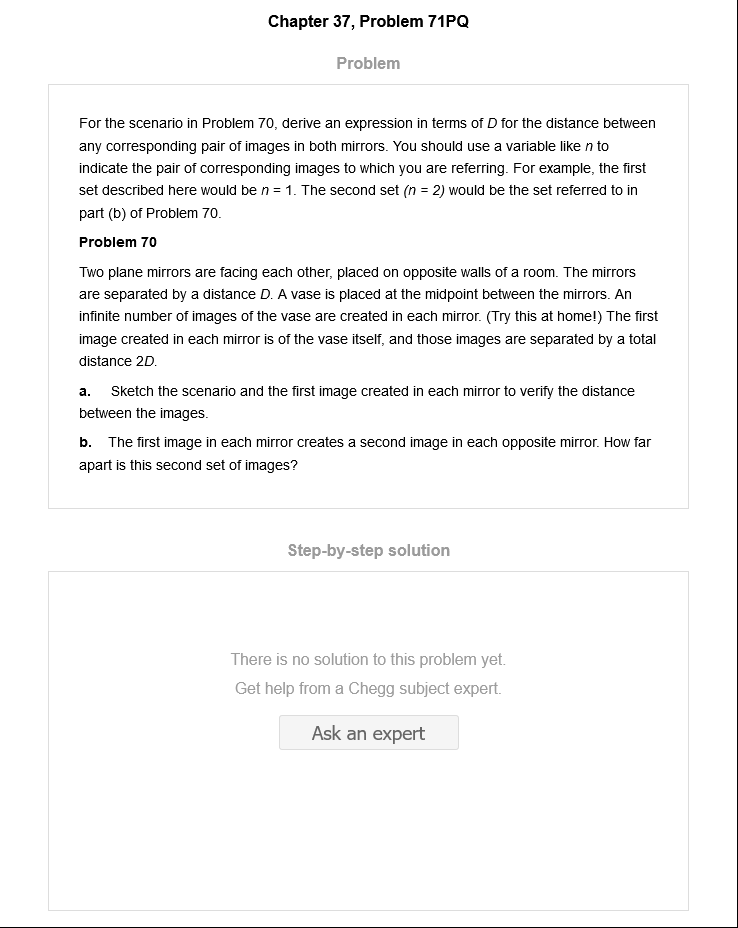 Chapter 37, Problem 71PQ
Problem
For the scenario in Problem 70, derive an expression in terms of D for the distance between
any corresponding pair of images in both mirrors. You should use a variable like n to
indicate the pair of corresponding images to which you are referring. For example, the first
set described here would be n = 1. The second set (n = 2) would be the set referred to in
part (b) of Problem 70.
Problem 70
Two plane mirrors are facing each other, placed on opposite walls of a room. The mirrors
are separated by a distance D. A vase is placed at the midpoint between the mirrors. An
infinite number of images of the vase are created in each mirror. (Try this at home!) The first
image created in each mirror is of the vase itself, and those images are separated by a total
distance 2D.
a. Sketch the scenario and the first image created in each mirror to verify the distance
between the images.
b. The first image in each mirror creates a second image in each opposite mirror. How far
apart is this second set of images?
Step-by-step solution
There is no solution to this problem yet.
Get help from a Chegg subject expert.
Ask an expert